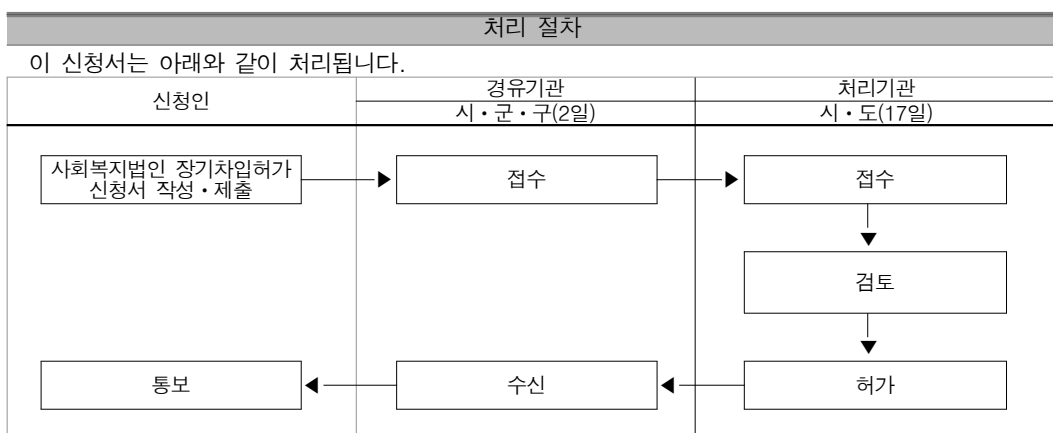 처리 절차
이 신청서는 아래와 같이 처리됩니다.
신청인
경유기관
처리기관
시・군・구(2일)
시・도(17일)
사회복지법인 장기차입허가
신청서 작성・제출
접수
접수
검토
통보
수신
허가